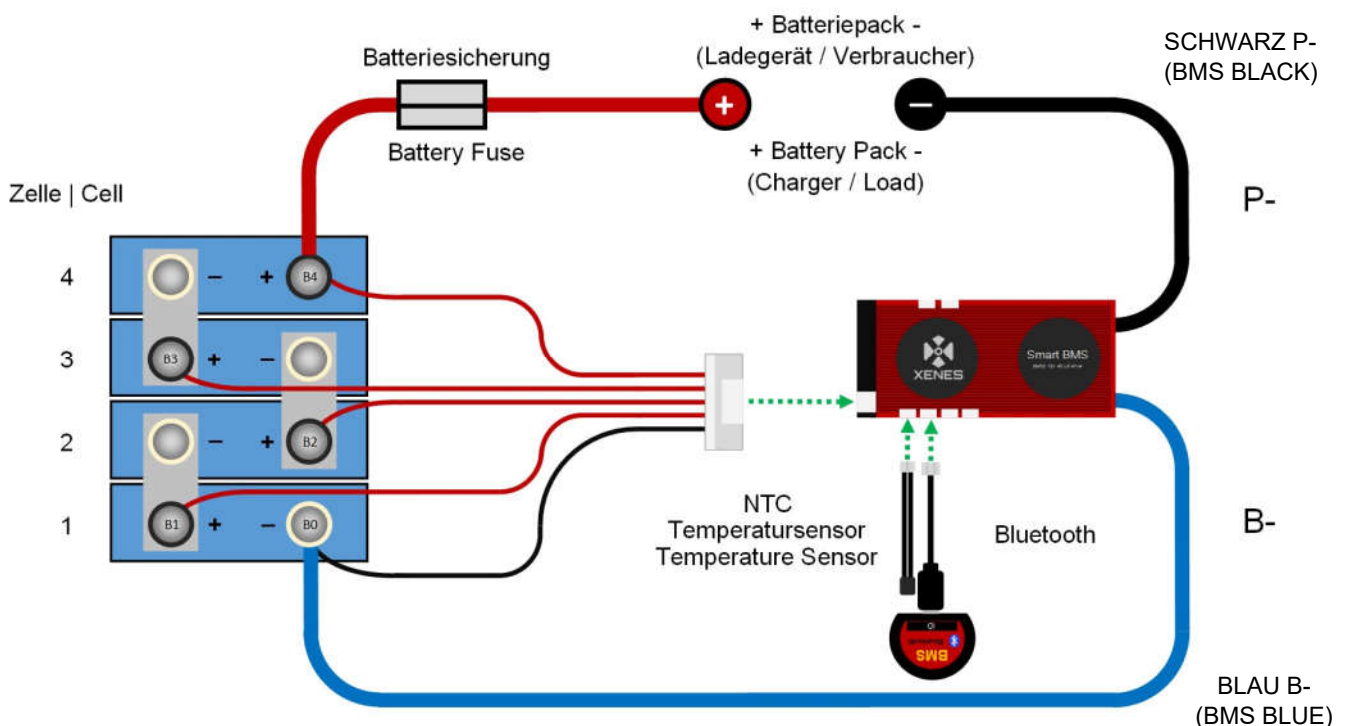 + Batteriepack -
(Ladegerät / Verbraucher)
SCHWARZ P-
(BMS BLACK)
Batteriesicherung
+
−
Battery Fuse
+ Battery Pack -
(Charger / Load)
P-
Zelle | Cell
4
− + B4
3
B3 + −
2
− + B2
1
B1 + − B0
XENES
Smart BMS
NTC
Temperatursensor
Temperature Sensor
Bluetooth
B-
BMS
BLAU B-
(BMS BLUE)